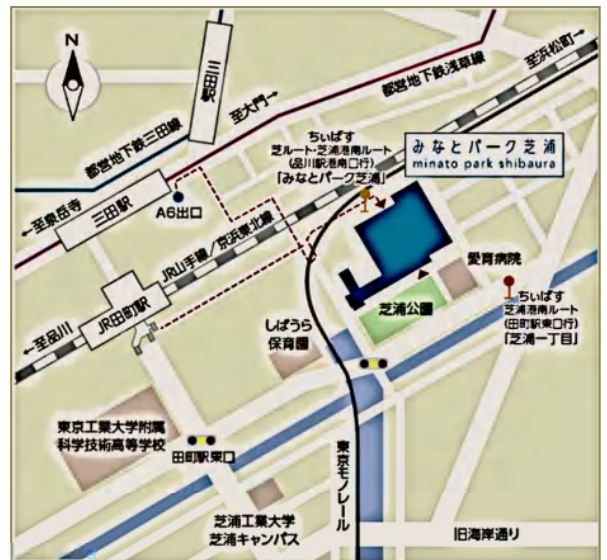 N
三田駅
都営地下鉄三田線
至大門→
都営地下鉄浅草線
至浜松町→
ちぃばす
芝ルート・芝浦港南ルート
(品川駅港南口行)
「みなとパーク芝浦」
みなとパーク芝浦
minato park shibaura
←至泉岳寺
三田駅
A6出口
JR山手線/京浜東北線
←至品川
JR田町駅
愛育病院
ちぃばす
芝浦港南ルート
(田町駅東口行)
「芝浦一丁目」
芝浦公園
しばうら
保育園
東京工業大学附属
科学技術高等学校
田町駅東口
東京モノレール
芝浦工業大学
芝浦キャンパス
旧海岸通り